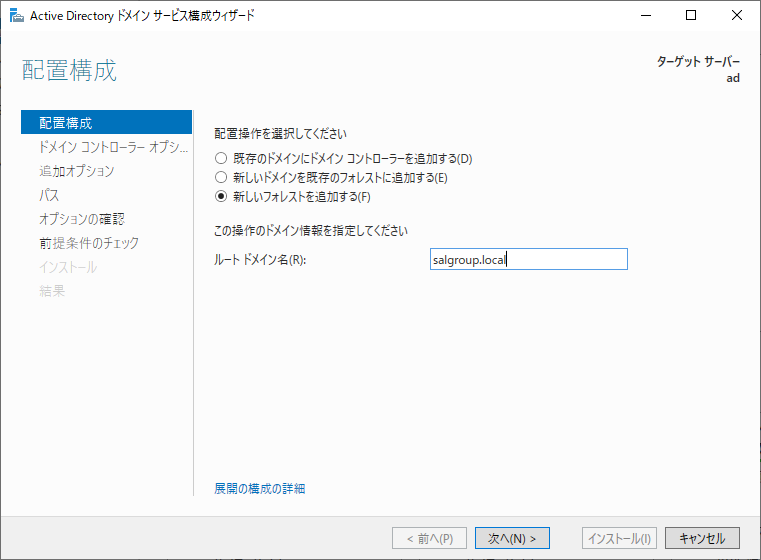 Active Directory ドメイン サービス構成ウィザード
配置構成
ターゲット サーバー
ad
配置構成
ドメイン コントローラー オプシ...
追加オプション
パス
オプションの確認
前提条件のチェック
インストール
結果
配置操作を選択してください
既存のドメインにドメイン コントローラーを追加する(D)
新しいドメインを既存のフォレストに追加する(E)
新しいフォレストを追加する(F)
この操作のドメイン情報を指定してください
ルート ドメイン名(R):
salgroup.local
展開の構成の詳細
< 前へ(P)
次へ(N) >
インストール(I)
キャンセル